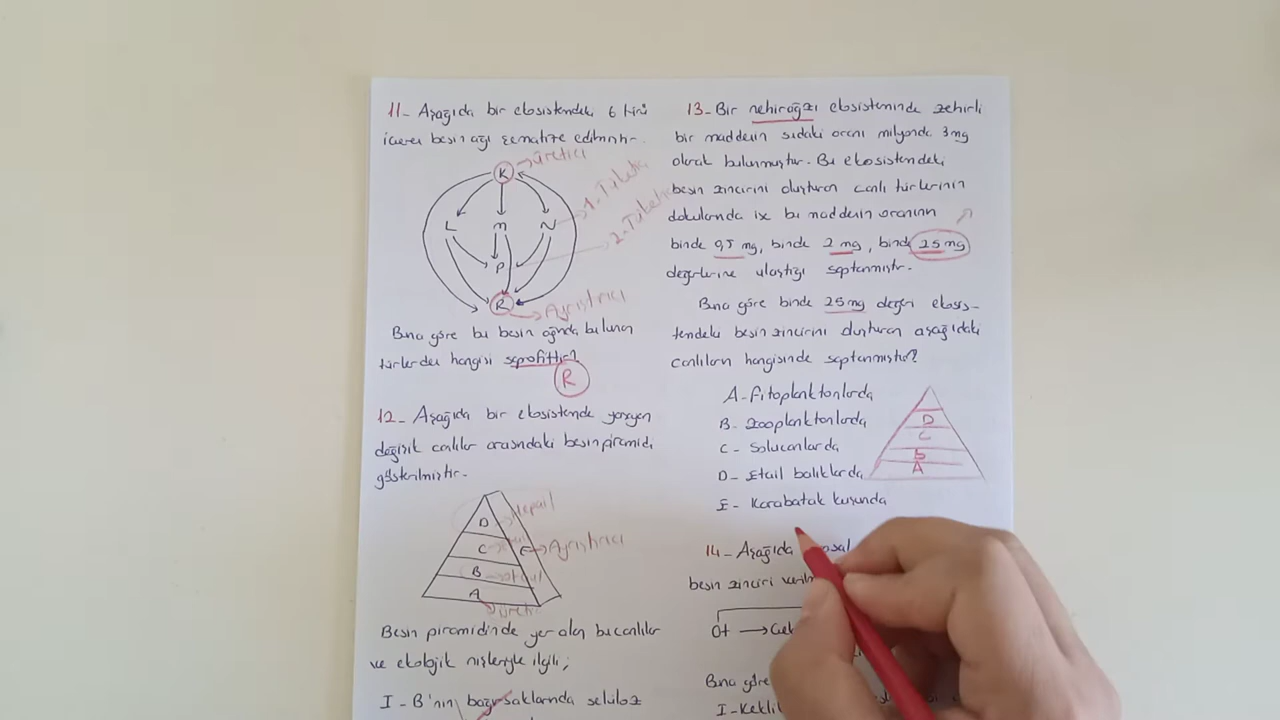 11- Aşağıda bir ekosistemdeki 6 türü
içeren besin ağı şematize edilmiştir.
K → üretici
L m N → 1. Tüketici
P 2. Tüketici
R → Ayrıştırıcı
Buna göre bu besin ağında bulunan
türlerden hangisi saprofittir?
R
12- Aşağıda bir ekosistemde yaşayan
değişik canlılar arasındaki besin piramidi
gösterilmiştir.
D
C
B
A
Ayrıştırıcı
Besin piramidinde yer alan bu canlılar
ve ekolojik nişleriyle ilgili;
I - B'nin bağırsaklarında selüloz
13- Bir nehirağzı ekosisteminde zehirli
bir maddenin sudaki oranı milyonda 3mg
olarak bulunmuştur. Bu ekosistemdeki
besin zincirini oluşturan canlı türlerinin
dokularında ise bu maddenin oranının
binde 0,5 mg, binde 2 mg, binde 25 mg
değerlerine ulaştığı saptanmıştır.
Buna göre binde 25mg değeri ekosis-
temdeki besin zincirini oluşturan aşağıdaki
canlıların hangisinde saptanmıştır?
A- Fitoplanktonlarda
B- Zooplanktonlarda
C- Solucanlarda
D- Etçil balıklarda
E- Karabatak kuşunda
D
C
b
A
14- Aşağıda
besin zinciri
Ot →
Buna göre
I-